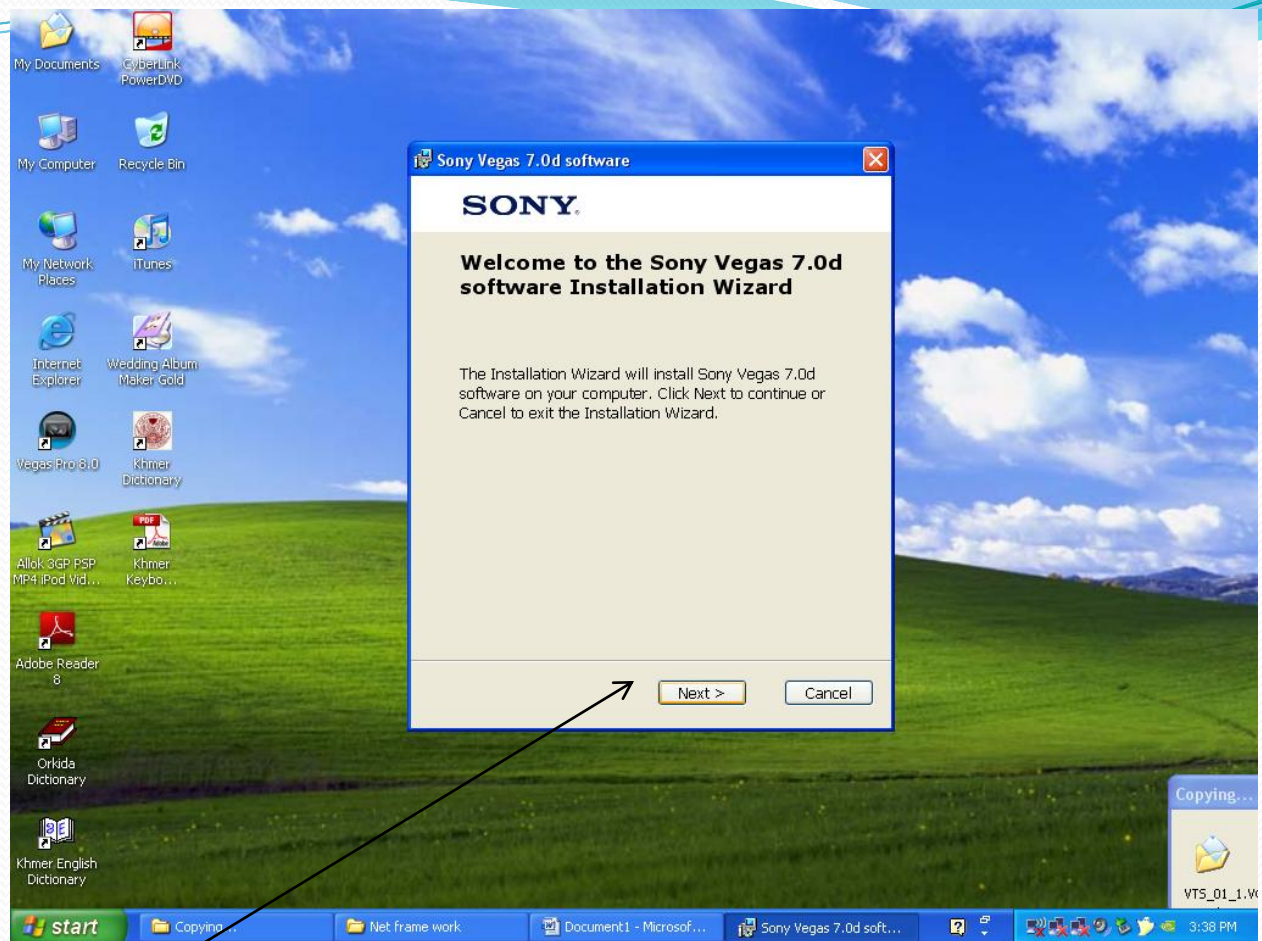 My Documents
CyberLink
PowerDVD
My Computer
Recycle Bin
My Network
Places
iTunes
Internet
Explorer
Wedding Album
Maker Gold
Vegas Pro 8.0
Khmer
Dictionary
Allok 3GP PSP
MP4 iPod Vid...
Khmer
Keybo...
PDF
Adobe
Adobe Reader
8
Orkida
Dictionary
Khmer English
Dictionary
Sony Vegas 7.0d software
SONY
Welcome to the Sony Vegas 7.0d
software Installation Wizard
The Installation Wizard will install Sony Vegas 7.0d
software on your computer. Click Next to continue or
Cancel to exit the Installation Wizard.
Next >
Cancel
Copying...
VTS_01_1.V
start
Copying...
Net frame work
Document1 - Microsof...
Sony Vegas 7.0d soft...
3:38 PM